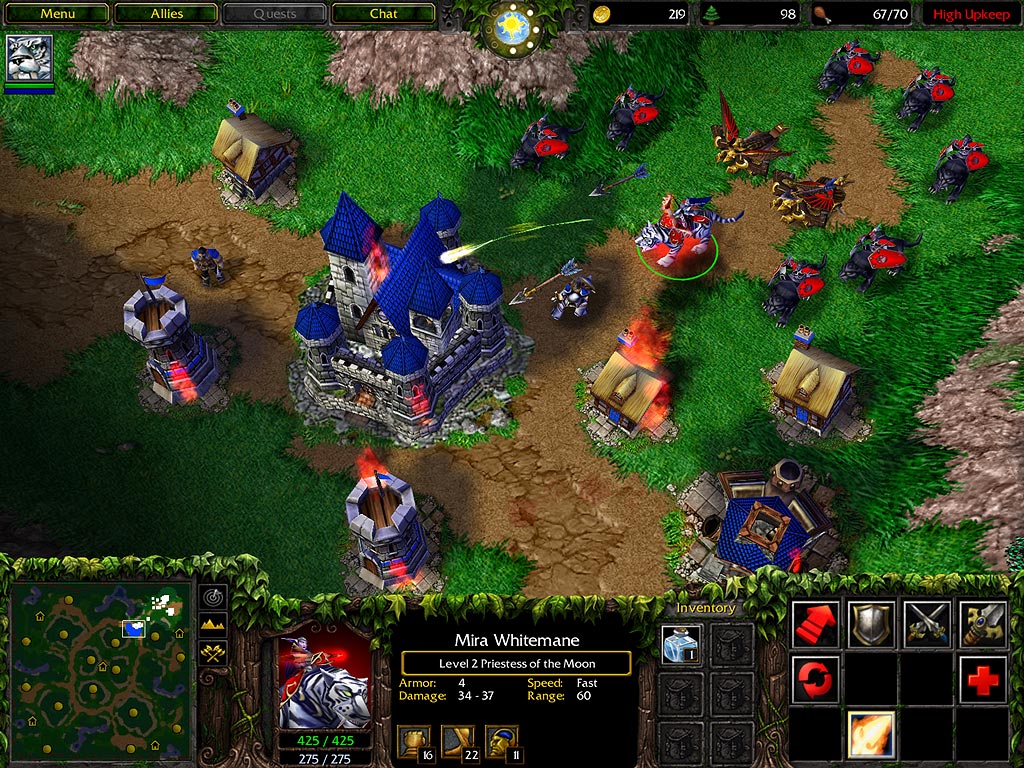 Menu
Allies
Quests
Chat
219
98
67/70
High Upkeep
Mira Whitemane
Level 2 Priestess of the Moon
Armor: 4
Speed: Fast
Damage: 34 - 37
Range: 60
425 / 425
275 / 275
16
22
11
Inventory
1